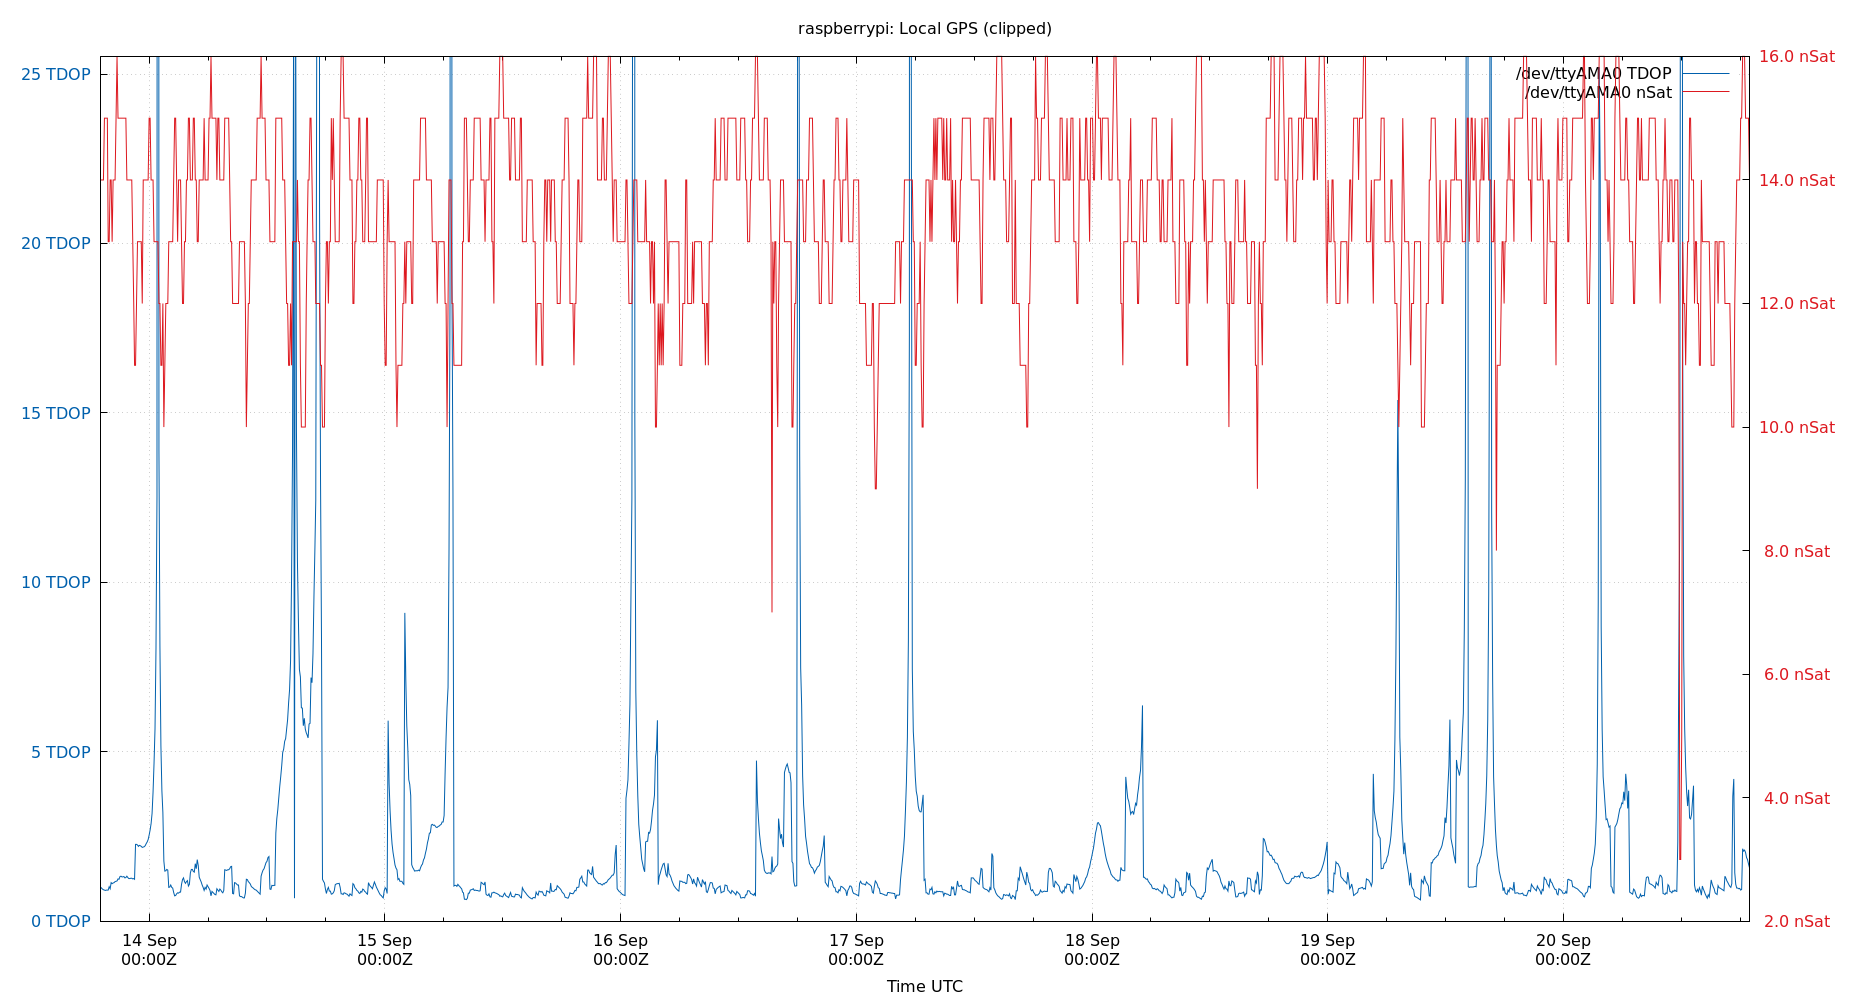 raspberrypi: Local GPS (clipped)
/dev/ttyAMA0 TDOP
/dev/ttyAMA0 nSat
25 TDOP
20 TDOP
15 TDOP
10 TDOP
5 TDOP
0 TDOP
16.0 nSat
14.0 nSat
12.0 nSat
10.0 nSat
8.0 nSat
6.0 nSat
4.0 nSat
2.0 nSat
14 Sep
00:00Z
15 Sep
00:00Z
16 Sep
00:00Z
17 Sep
00:00Z
18 Sep
00:00Z
19 Sep
00:00Z
20 Sep
00:00Z
Time UTC